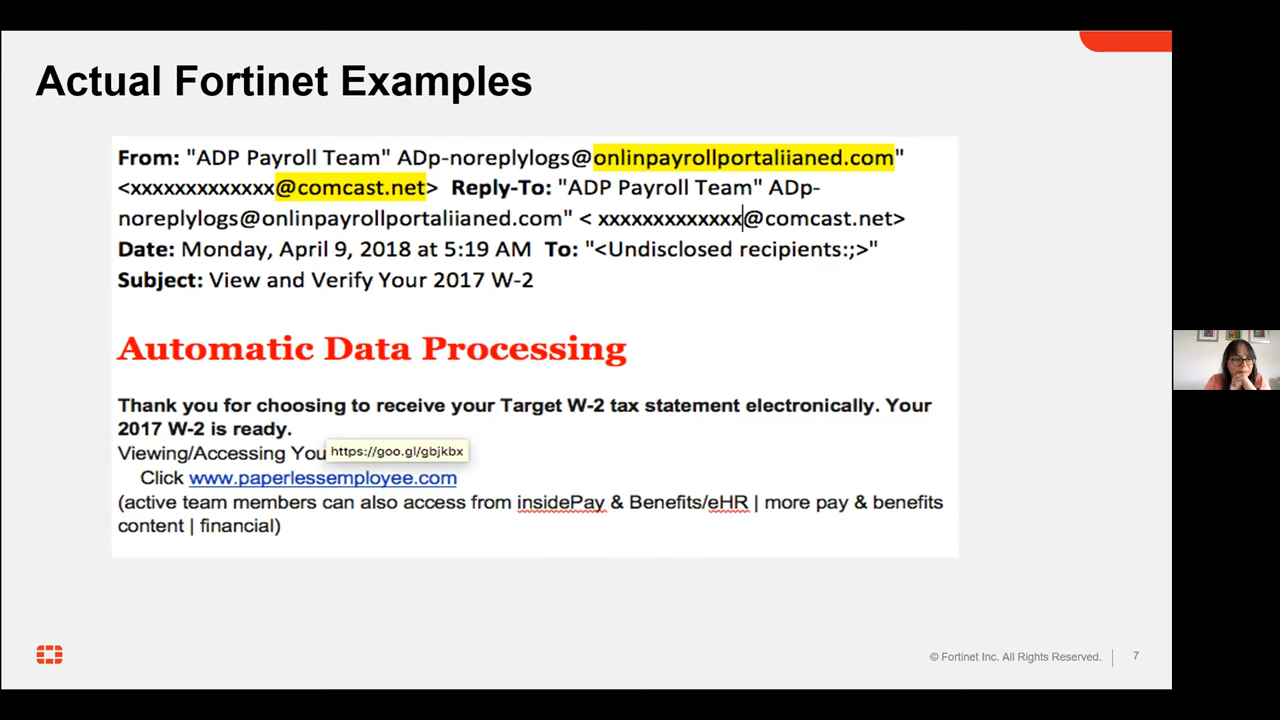 Actual Fortinet Examples
From: "ADP Payroll Team" ADp-noreplylogs@onlinpayrollportaliianed.com"
<xxxxxxxxxxxxx@comcast.net> Reply-To: "ADP Payroll Team" ADp-
noreplylogs@onlinpayrollportaliianed.com" < xxxxxxxxxxxxx@comcast.net>
Date: Monday, April 9, 2018 at 5:19 AM To: "<Undisclosed recipients:;>"
Subject: View and Verify Your 2017 W-2
Automatic Data Processing
Thank you for choosing to receive your Target W-2 tax statement electronically. Your
2017 W-2 is ready.
Viewing/Accessing You https://goo.gl/gbjkbx
Click www.paperlessemployee.com
(active team members can also access from insidePay & Benefits/eHR | more pay & benefits
content | financial)
© Fortinet Inc. All Rights Reserved. 7